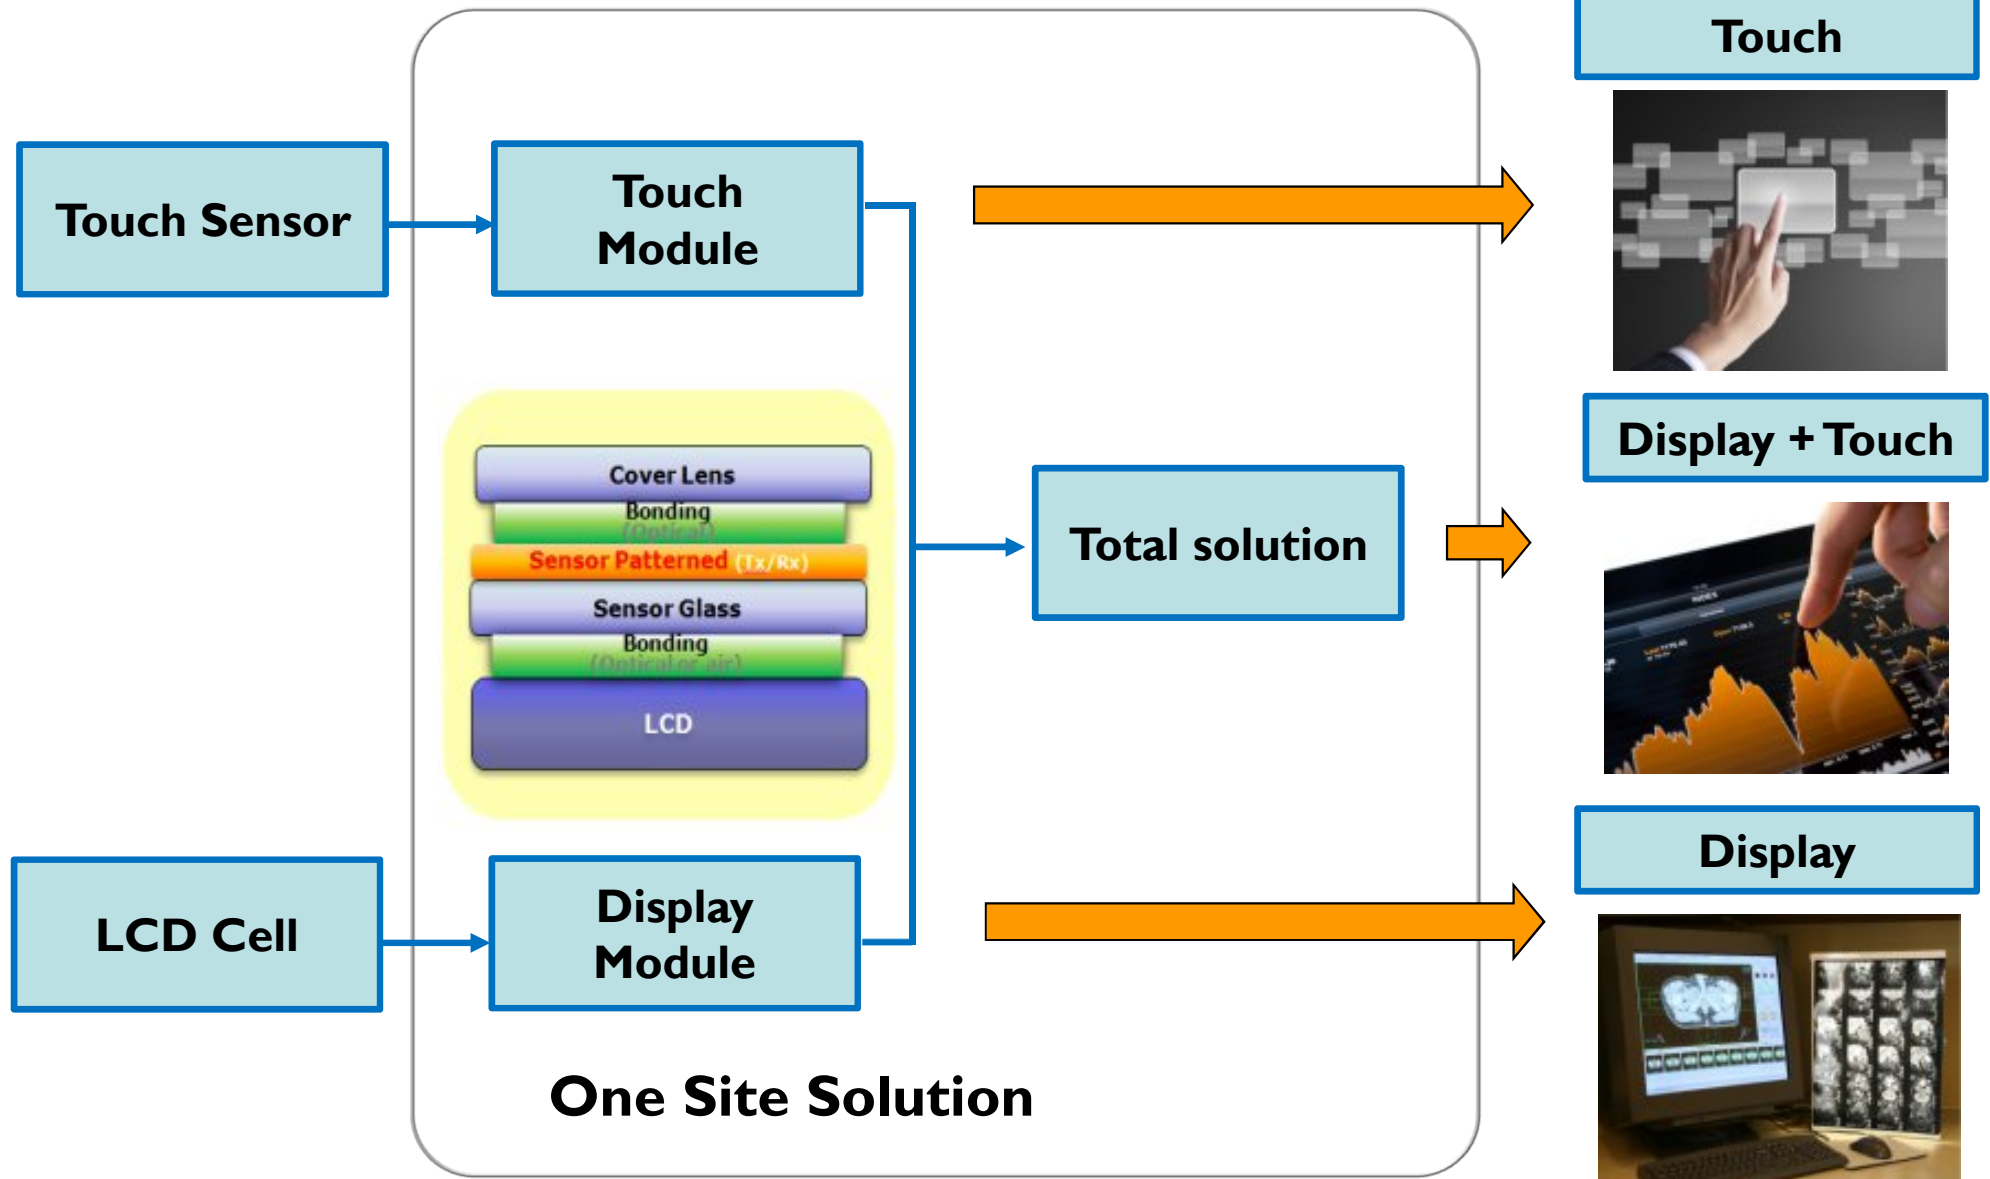 Touch
Touch Sensor
Touch
Module
Cover Lens
Bonding
(Optical)
Sensor Patterned (Tx/Rx)
Sensor Glass
Bonding
(Optical or air)
LCD
Total solution
Display + Touch
LCD Cell
Display
Module
Display
One Site Solution